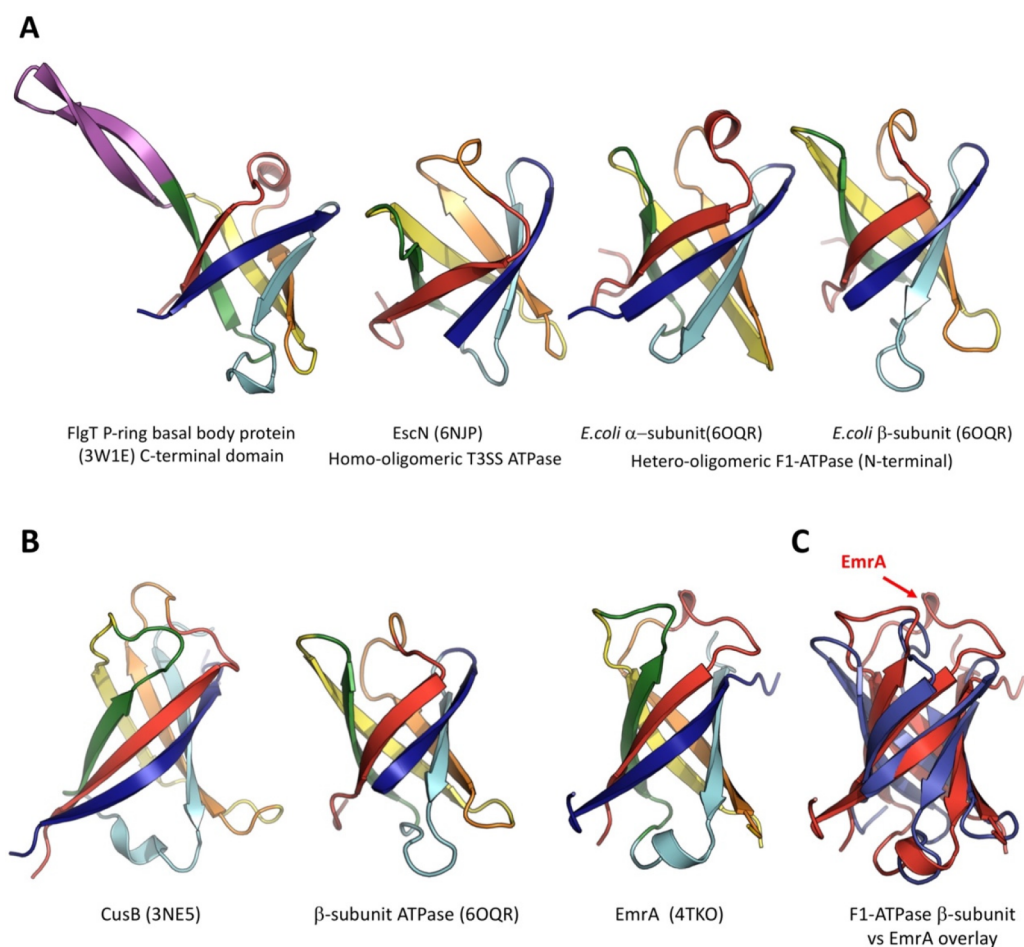 A
FlgT P-ring basal body protein
(3W1E) C-terminal domain
EscN (6NJP)
Homo-oligomeric T3SS ATPase
E.coli α–subunit(6OQR)
E.coli β-subunit (6OQR)
Hetero-oligomeric F1-ATPase (N-terminal)
B
C
EmrA
CusB (3NE5)
β-subunit ATPase (6OQR)
EmrA (4TKO)
F1-ATPase β-subunit
vs EmrA overlay